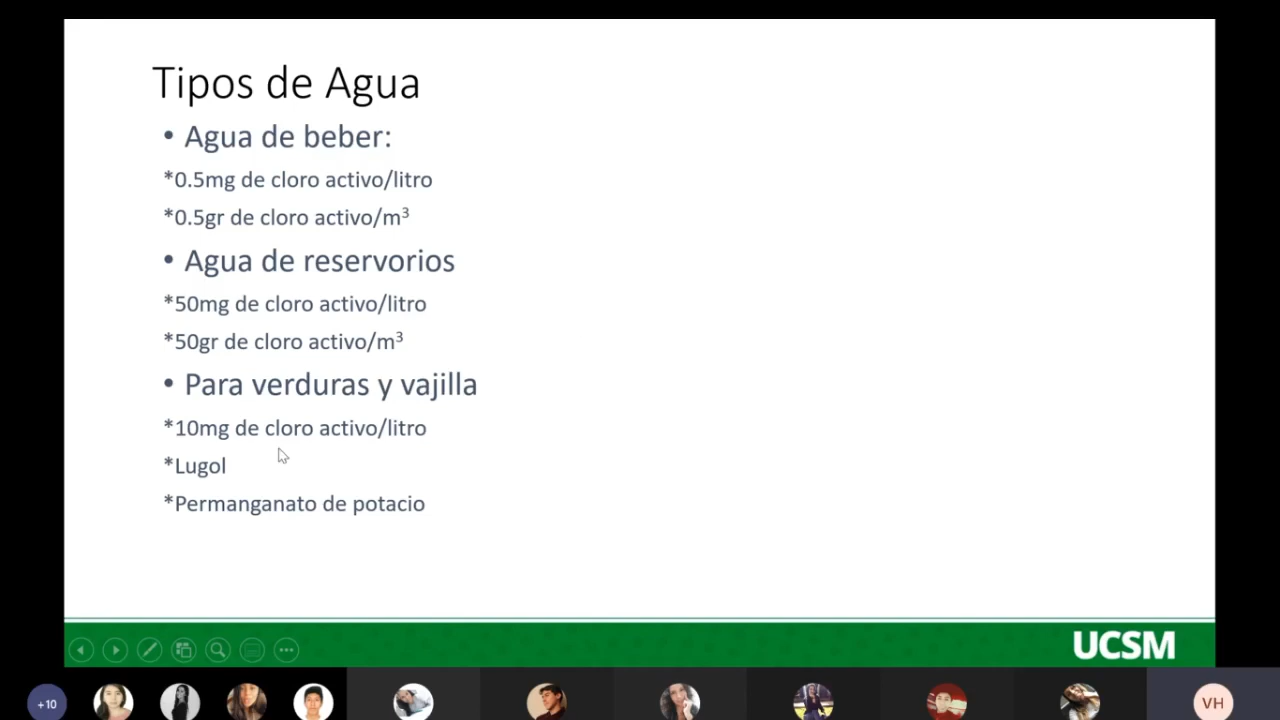 Tipos de Agua
• Agua de beber:
*0.5mg de cloro activo/litro
*0.5gr de cloro activo/m³
• Agua de reservorios
*50mg de cloro activo/litro
*50gr de cloro activo/m³
• Para verduras y vajilla
*10mg de cloro activo/litro
*Lugol
*Permanganato de potacio
UCSM
+10
VH